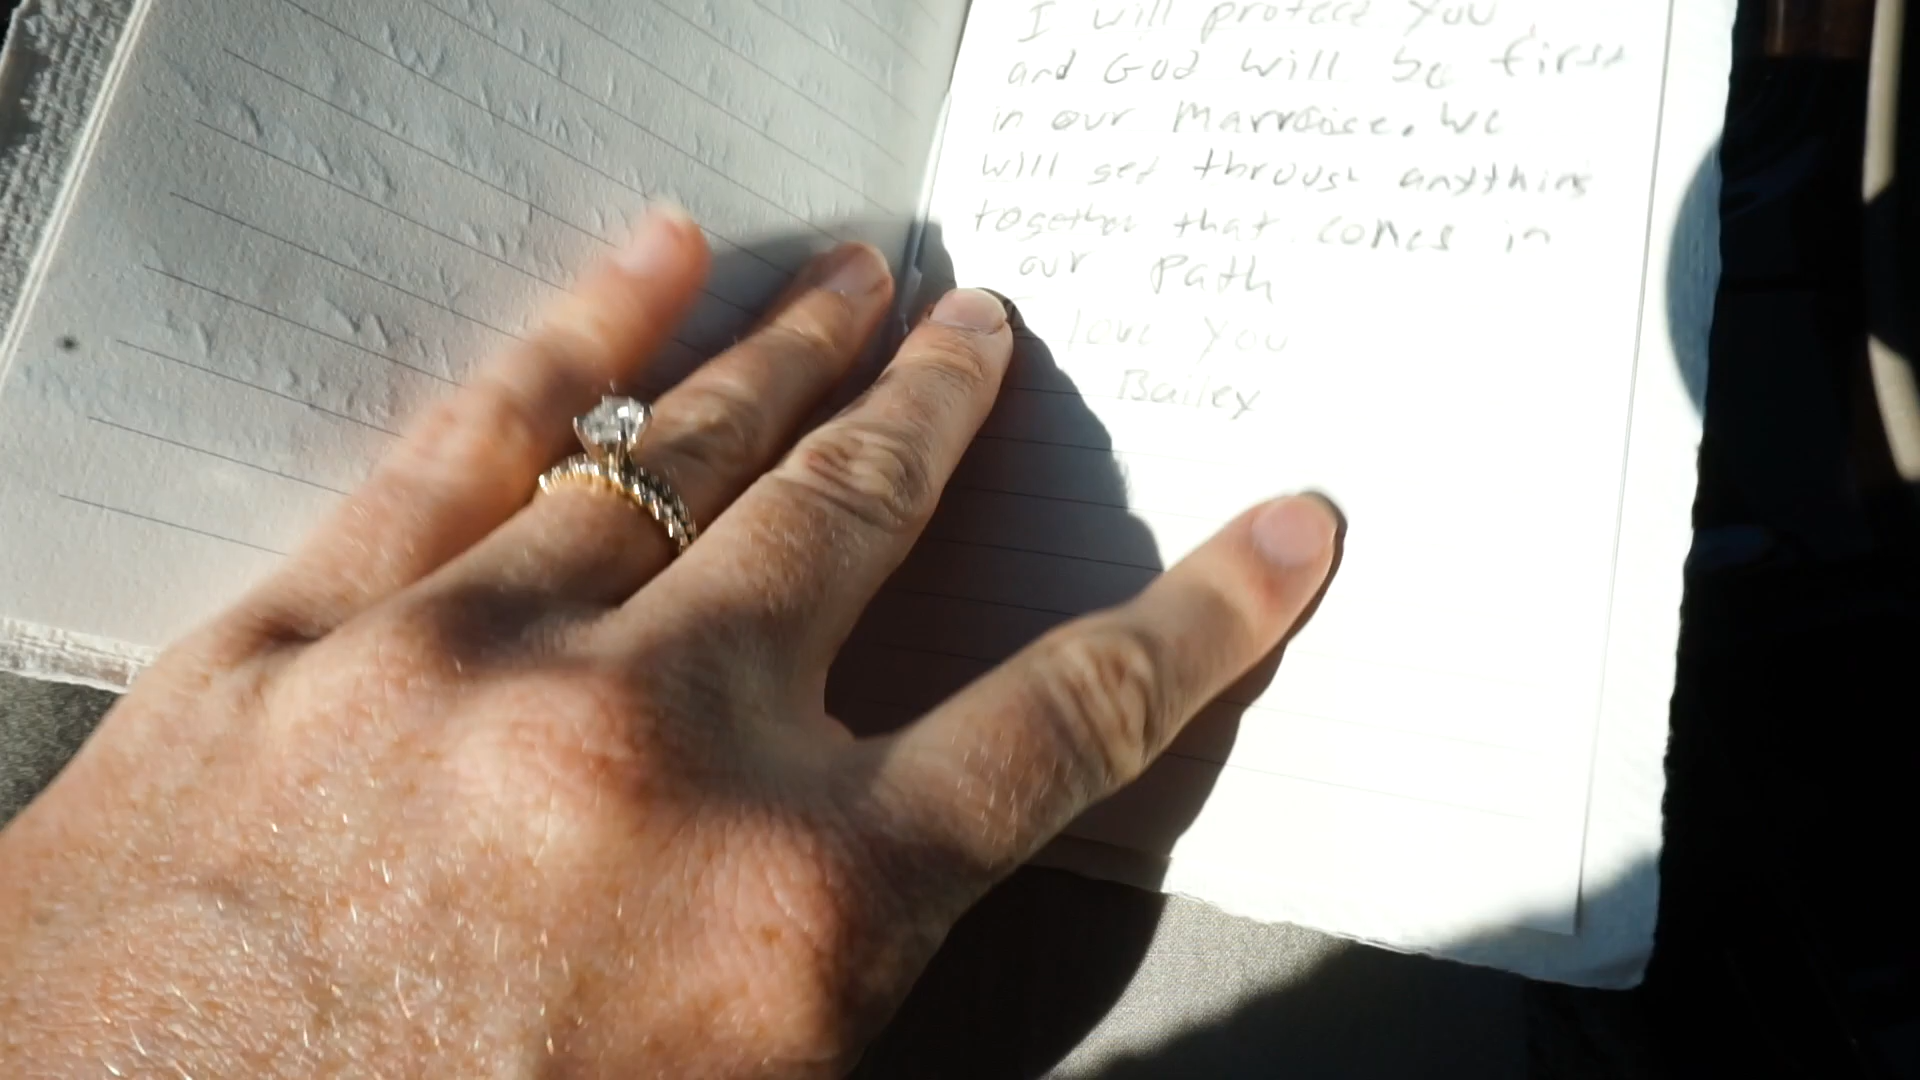 I will protect you,
and God will be first
in our Marraice. We
will get through anything
together that comes in
our Path
love you
Bailey